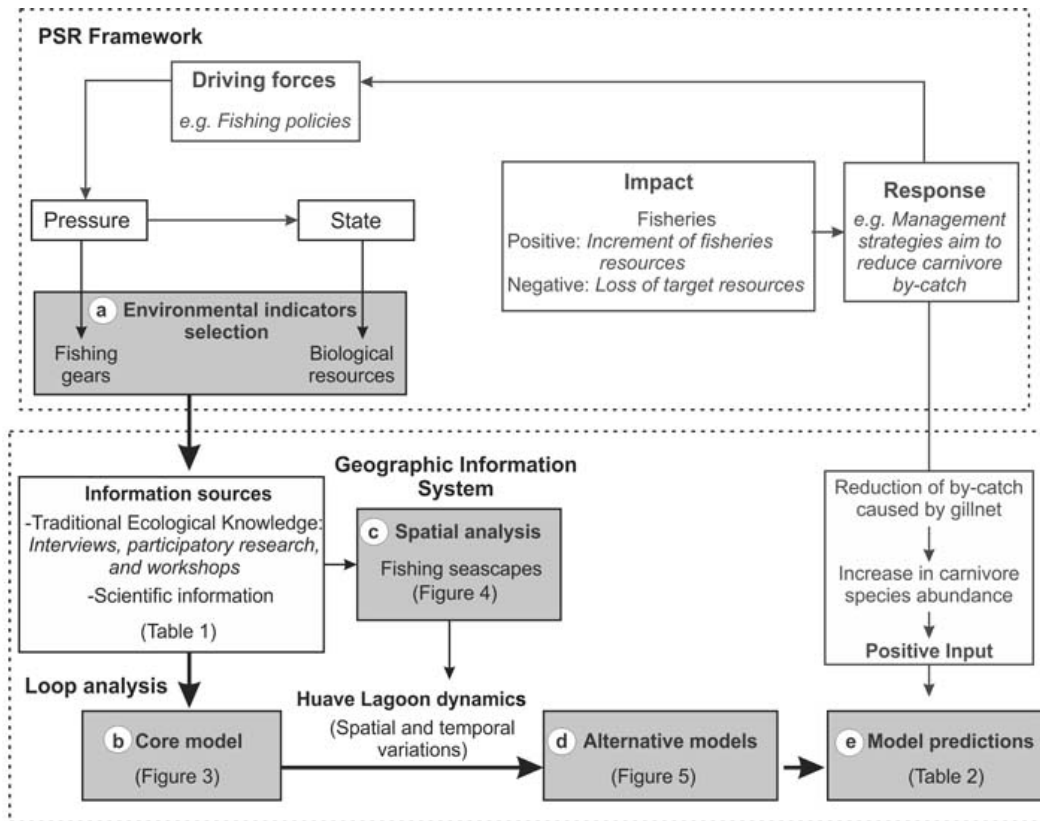 PSR Framework
Driving forces
e.g. Fishing policies
Impact
Fisheries
Positive: Increment of fisheries
resources
Negative: Loss of target resources
Response
e.g. Management
strategies aim to
reduce carnivore
by-catch
Pressure
State
a Environmental indicators
selection
Fishing
gears
Biological
resources
Information sources
-Traditional Ecological Knowledge:
Interviews, participatory research,
and workshops
-Scientific information
(Table 1)
Geographic Information
System
c Spatial analysis
Fishing seascapes
(Figure 4)
Reduction of by-catch
caused by gillnet
Increase in carnivore
species abundance
Positive Input
Loop analysis
Huave Lagoon dynamics
(Spatial and temporal
variations)
b Core model
(Figure 3)
d Alternative models
(Figure 5)
e Model predictions
(Table 2)